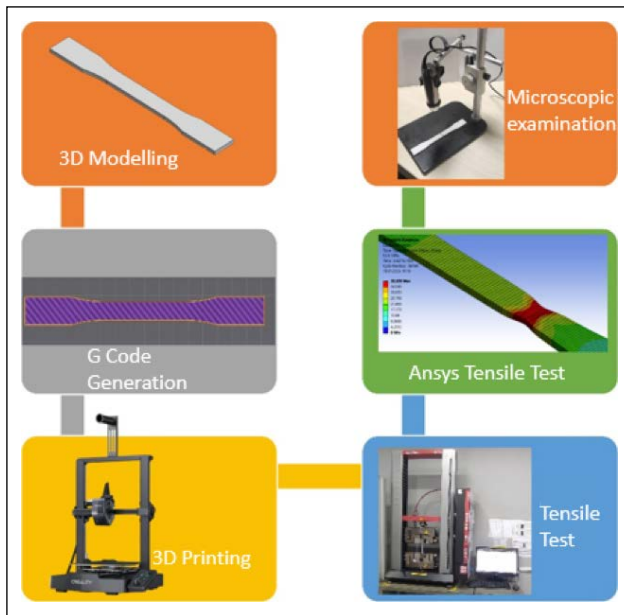 3D Modelling
G Code
Generation
3D Printing
Tensile
Test
Ansys Tensile Test
Microscopic
examination